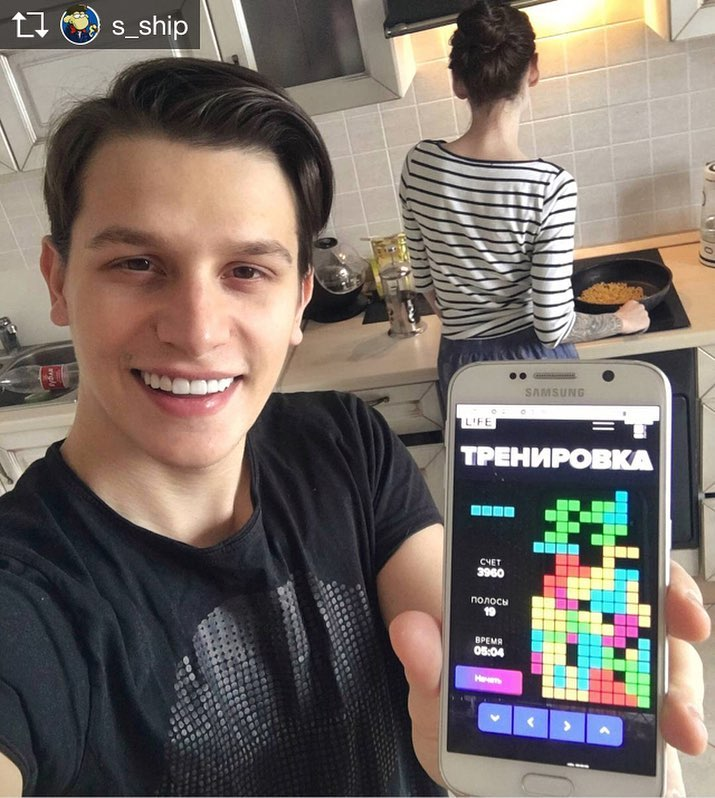 s_ship
SAMSUNG
LIFE
ТРЕНИРОВКА
СЧЕТ
3960
ПОЛОСЫ
19
ВРЕМЯ
05:04
Начать